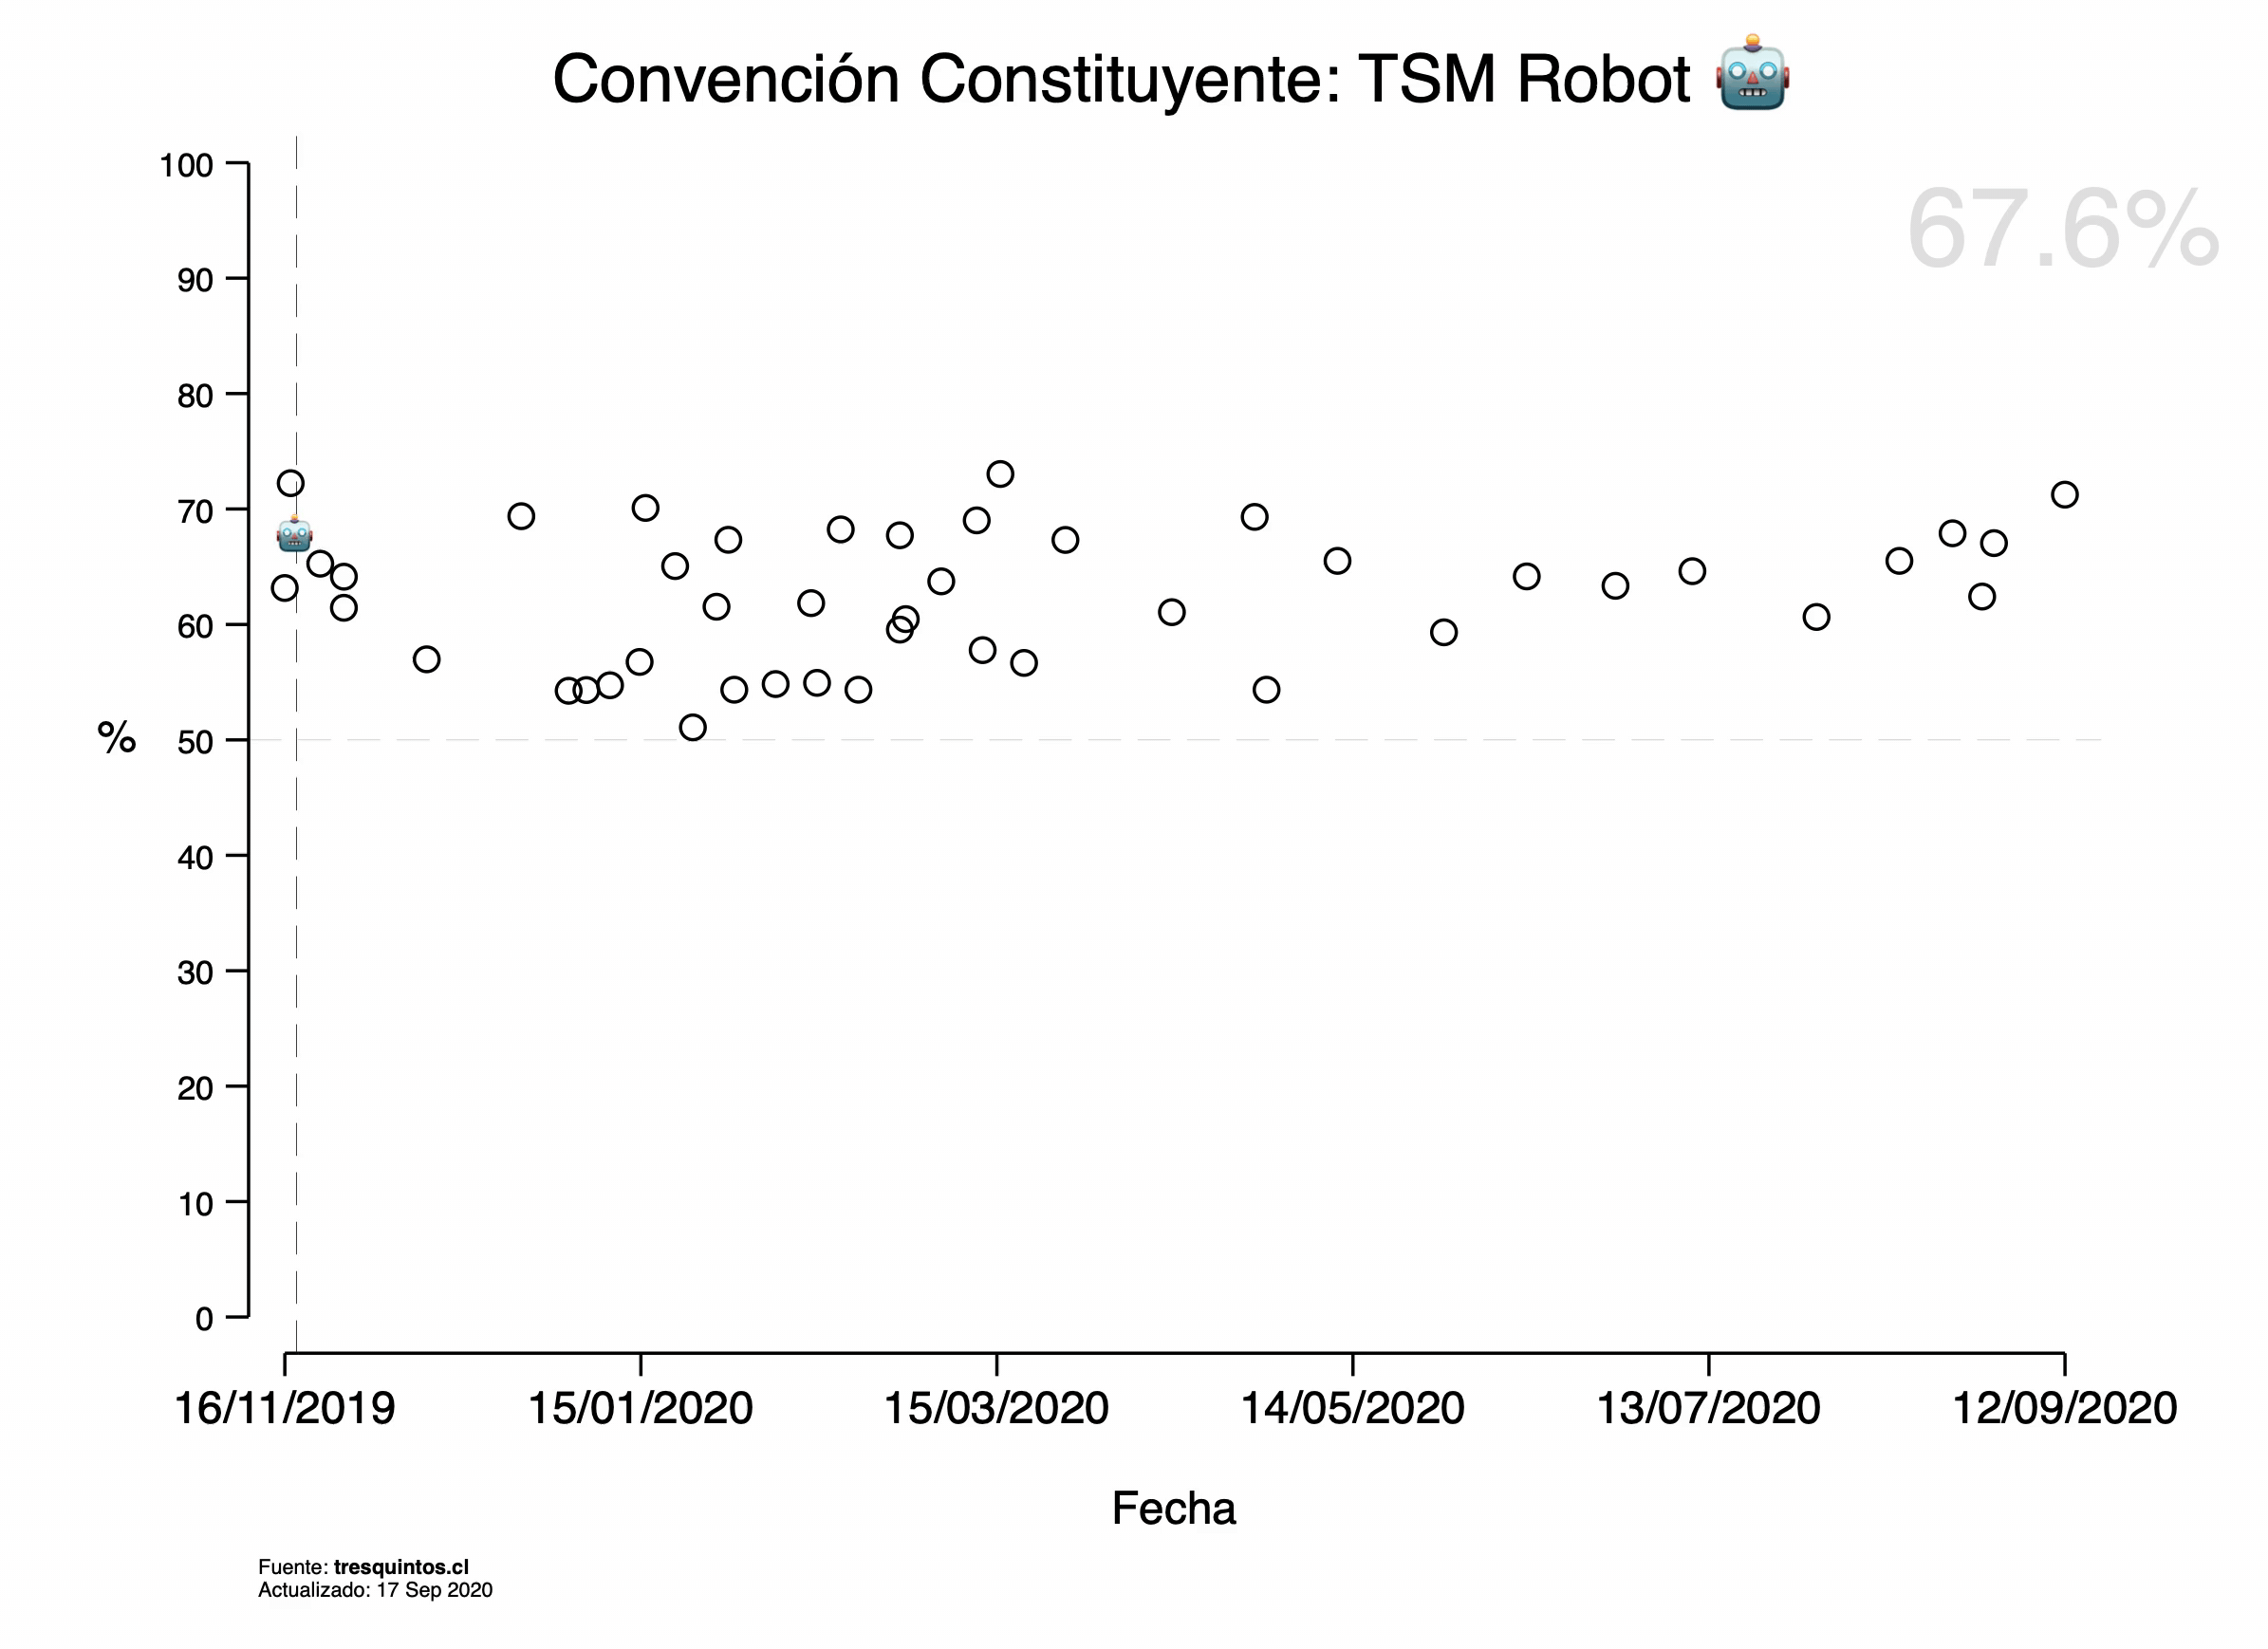 Convención Constituyente: TSM Robot 🤖
67.6%
100
90
80
70
60
50
40
30
20
10
0
%
16/11/2019 15/01/2020 15/03/2020 14/05/2020 13/07/2020 12/09/2020
Fecha
Fuente: tresquintos.cl
Actualizado: 17 Sep 2020